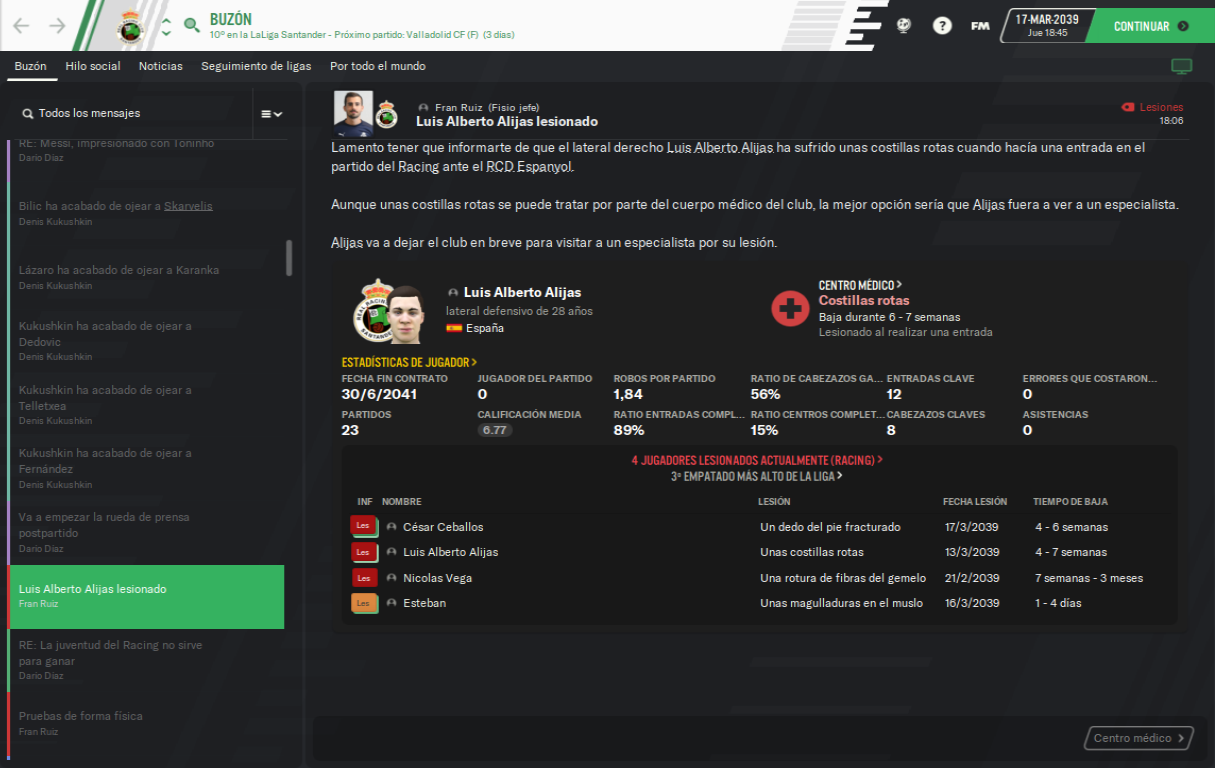 BUZÓN
10º en la LaLiga Santander - Próximo partido: Valladolid CF (F) (3 días)
?
FM
17-MAR-2039
Jue 18:45
CONTINUAR
Buzón
Hilo social
Noticias
Seguimiento de ligas
Por todo el mundo
Todos los mensajes
RE: Messi, impresionado con Toninho
Darío Díaz
Bilic ha acabado de ojear a Skarvelis
Denis Kukushkin
Lázaro ha acabado de ojear a Karanka
Denis Kukushkin
Kukushkin ha acabado de ojear a
Dedovic
Denis Kukushkin
Kukushkin ha acabado de ojear a
Telletxea
Denis Kukushkin
Kukushkin ha acabado de ojear a
Fernández
Denis Kukushkin
Va a empezar la rueda de prensa
postpartido
Darío Díaz
Luis Alberto Alijas lesionado
Fran Ruiz
RE: La juventud del Racing no sirve
para ganar
Darío Díaz
Pruebas de forma física
Fran Ruiz
Fran Ruiz (Fisio jefe)
Luis Alberto Alijas lesionado
Lesiones
18:06
Lamento tener que informarte de que el lateral derecho Luis Alberto Alijas ha sufrido unas costillas rotas cuando hacía una entrada en el
partido del Racing ante el RCD Espanyol.
Aunque unas costillas rotas se puede tratar por parte del cuerpo médico del club, la mejor opción sería que Alijas fuera a ver a un especialista.
Alijas va a dejar el club en breve para visitar a un especialista por su lesión.
Luis Alberto Alijas
lateral defensivo de 28 años
España
CENTRO MÉDICO >
Costillas rotas
Baja durante 6 - 7 semanas
Lesionado al realizar una entrada
ESTADÍSTICAS DE JUGADOR >
FECHA FIN CONTRATO JUGADOR DEL PARTIDO ROBOS POR PARTIDO RATIO DE CABEZAZOS GA... ENTRADAS CLAVE ERRORES QUE COSTARON...
30/6/2041 0 1,84 56% 12 0
PARTIDOS CALIFICACIÓN MEDIA RATIO ENTRADAS COMPL... RATIO CENTROS COMPLET... CABEZAZOS CLAVES ASISTENCIAS
23 6.77 89% 15% 8 0
4 JUGADORES LESIONADOS ACTUALMENTE (RACING) >
3º EMPATADO MÁS ALTO DE LA LIGA >
INF NOMBRE LESIÓN FECHA LESIÓN TIEMPO DE BAJA
Les César Ceballos Un dedo del pie fracturado 17/3/2039 4 - 6 semanas
Les Luis Alberto Alijas Unas costillas rotas 13/3/2039 4 - 7 semanas
Les Nicolas Vega Una rotura de fibras del gemelo 21/2/2039 7 semanas - 3 meses
Les Esteban Unas magulladuras en el muslo 16/3/2039 1 - 4 días
Centro médico >